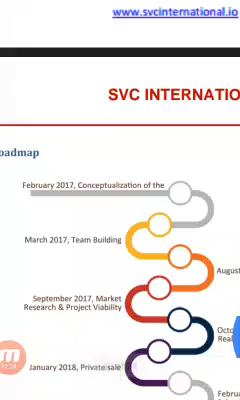 www.svcinternational.io
SVC INTERNATIO
oadmap
February 2017, Conceptualization of the
March 2017, Team Building
August
September 2017, Market
Research & Project Viability
Octo
Real
January 2018, Private sale
Febru